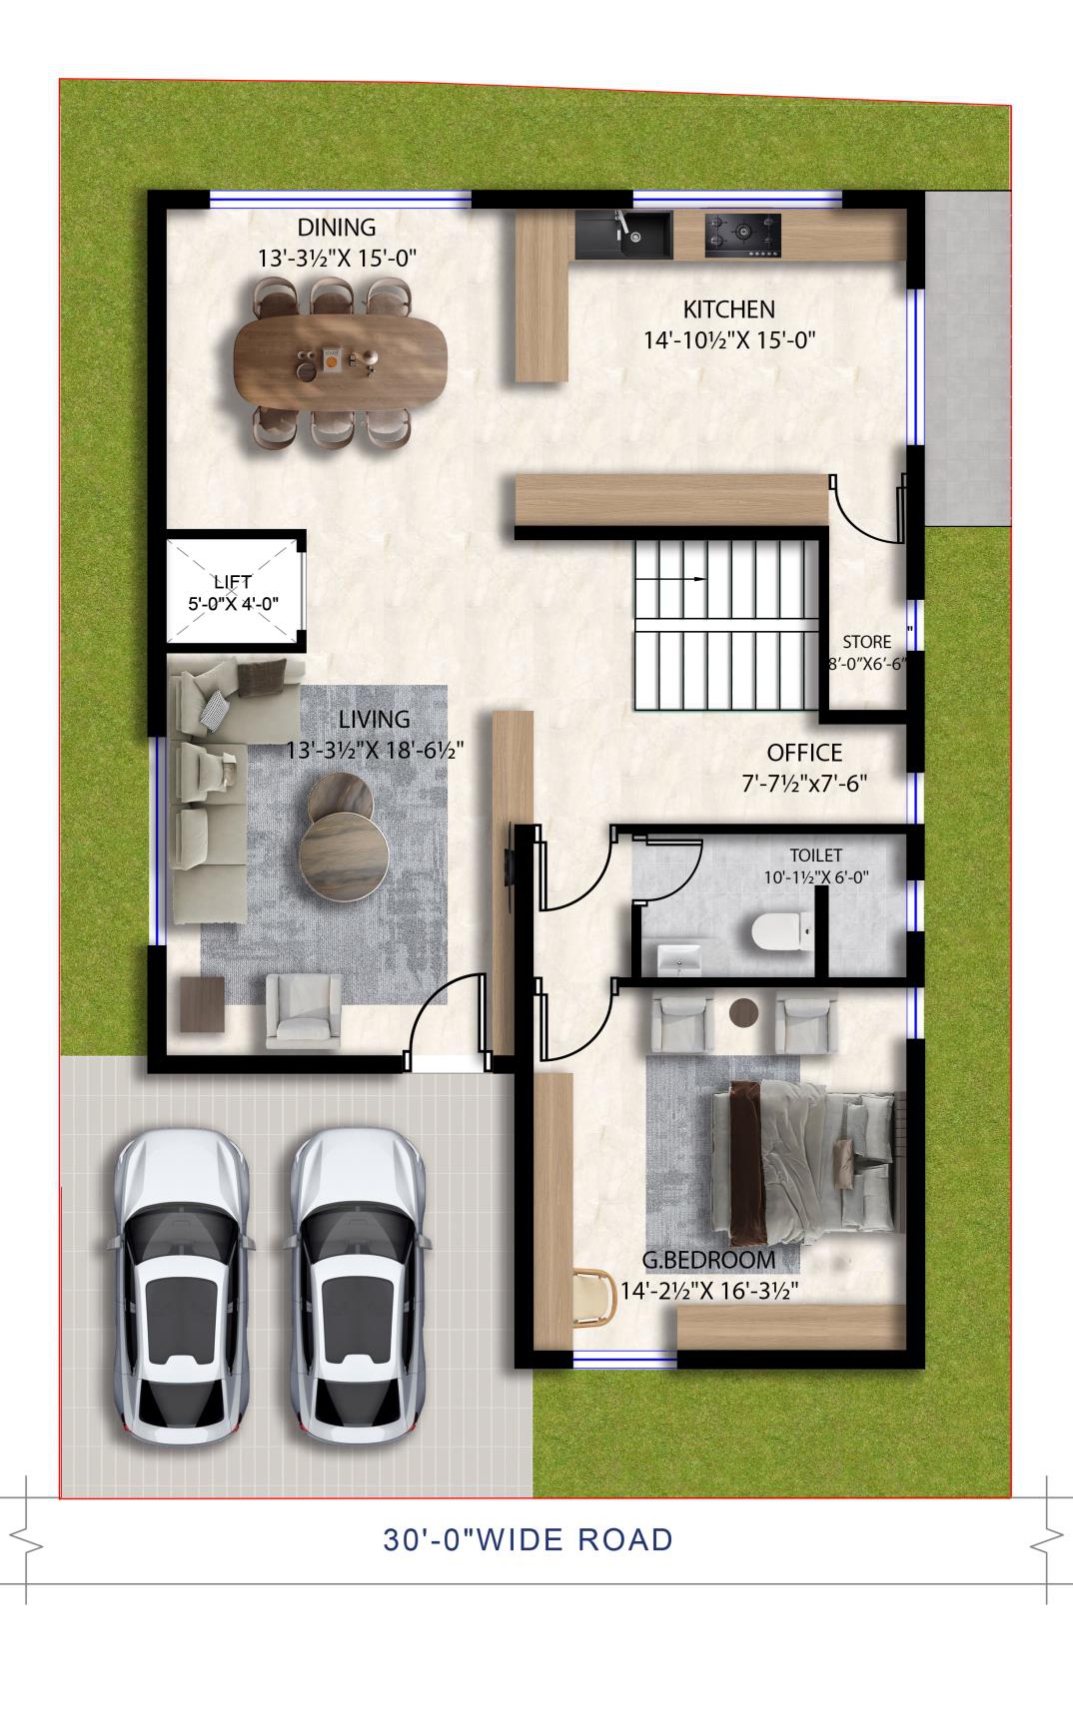 DINING
13'-3½"X 15'-0"
KITCHEN
14'-10½"X 15'-0"
LIFT
5'-0"X 4'-0"
STORE
8'-0"X6'-6"
"
LIVING
13'-3½"X 18'-6½"
OFFICE
7'-7½"x7'-6"
TOILET
10'-1½"X 6'-0"
G.BEDROOM
14'-2½"X 16'-3½"
30'-0"WIDE ROAD